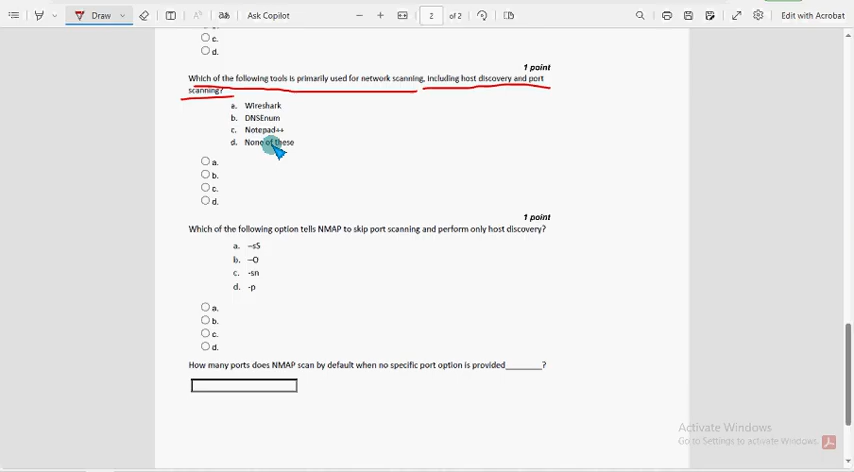 Draw
Ask Copilot
2
of 2
Edit with Acrobat
c.
d.
1 point
Which of the following tools is primarily used for network scanning, including host discovery and port
scanning?
a. Wireshark
b. DNSEnum
c. Notepad++
d. None of these
a.
b.
c.
d.
1 point
Which of the following option tells NMAP to skip port scanning and perform only host discovery?
a. –sS
b. –O
c. -sn
d. -p
a.
b.
c.
d.
How many ports does NMAP scan by default when no specific port option is provided________?
Activate Windows
Go to Settings to activate Windows.